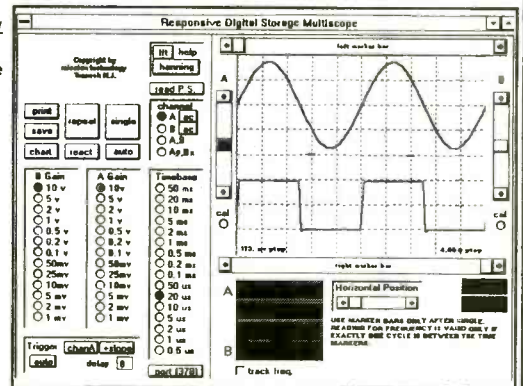 Responsive Digital Storage Multiscope
Copyright by
fft help
hanning
read P.S.
left marker bar
A
B
print
save
repeat
single
chart
react
auto
channel
A ac
B ac
A,B
B Gain
10 v
5 v
2 v
1 v
0.5 v
0.2 v
0.1 v
50mv
25mv
10mv
5 mv
2 mv
1 mv
A Gain
10v
5 v
2 v
1 v
0.5 v
0.2 v
0.1 v
50mv
25mv
10mv
5 mv
2 mv
1 mv
Timebase
50 ms
20 ms
10 ms
5 ms
2 ms
1 ms
0.5 ms
0.2 ms
0.1 ms
50 us
20 us
10 us
5 us
2 us
1 us
0.5 us
cal
cal
right marker bar
A
B
Horizontal Position
USE MARKER BARS ONLY AFTER SINGLE.
READING FOR FREQUENCY IS VALID ONLY IF
EXACTLY ONE CYCLE IS BETWEEN THE TIME
MARKERS.
Trigger chanA +slope
auto delay 0
port (378)
track freq.